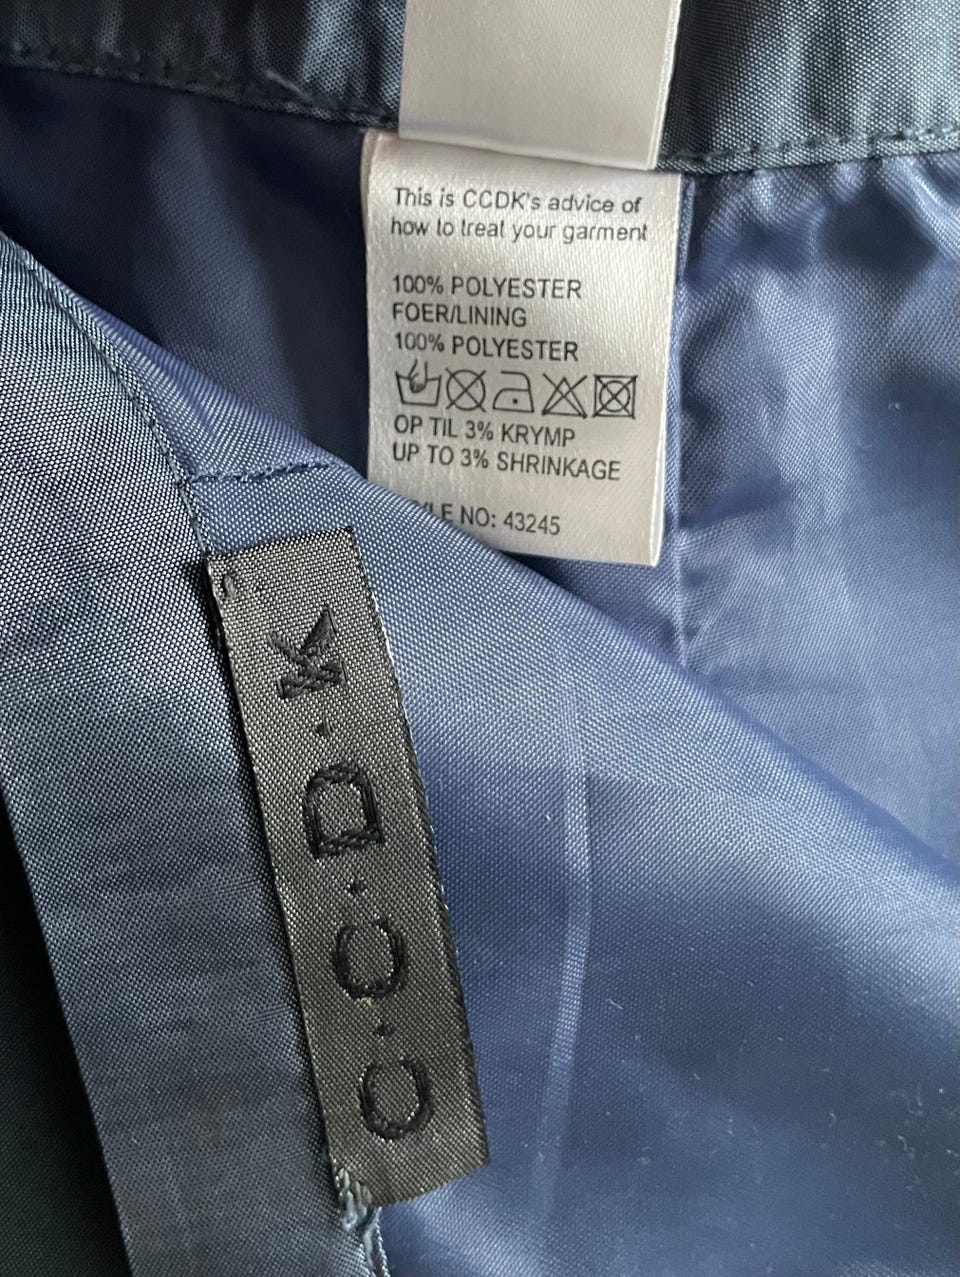 This is CCDK's advice of
how to treat your garment
100% POLYESTER
FOER/LINING
100% POLYESTER
OP TIL 3% KRYMP
UP TO 3% SHRINKAGE
NO: 43245
C·C·D·K